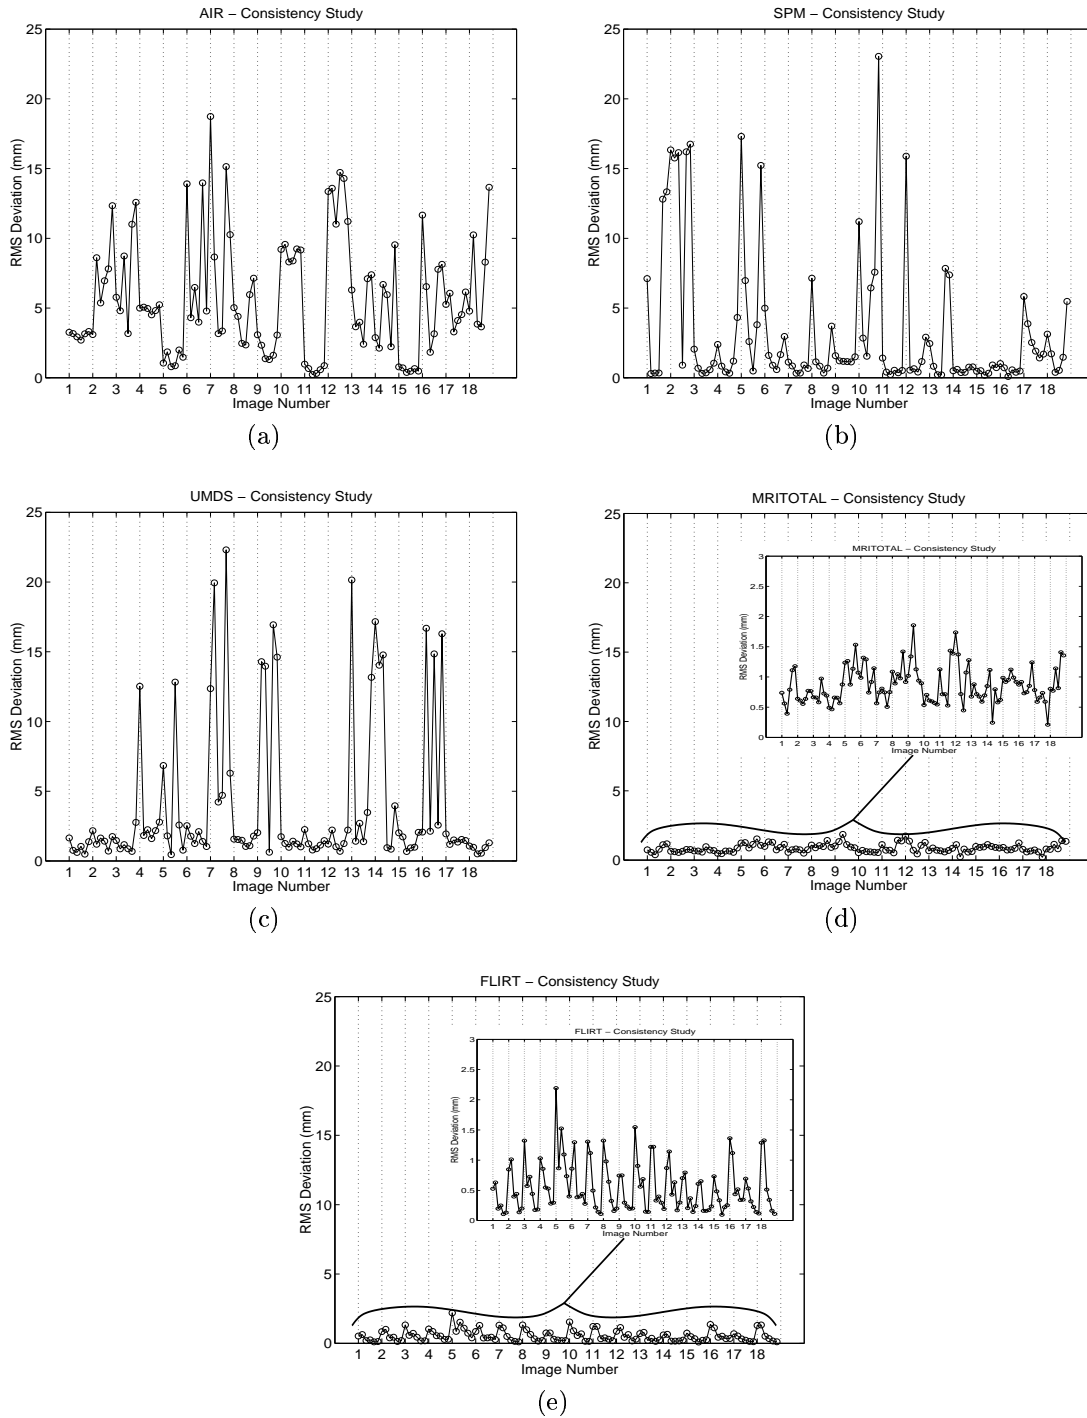 AIR – Consistency Study
25
20
15
10
5
0
RMS Deviation (mm)
1 2 3 4 5 6 7 8 9 10 11 12 13 14 15 16 17 18
Image Number
(a)
SPM – Consistency Study
25
20
15
10
5
0
RMS Deviation (mm)
1 2 3 4 5 6 7 8 9 10 11 12 13 14 15 16 17 18
Image Number
(b)
UMDS – Consistency Study
25
20
15
10
5
0
RMS Deviation (mm)
1 2 3 4 5 6 7 8 9 10 11 12 13 14 15 16 17 18
Image Number
(c)
MRITOTAL – Consistency Study
25
20
15
10
5
0
RMS Deviation (mm)
MRITOTAL – Consistency Study
3
2.5
2
1.5
1
0.5
0
RMS Deviation (mm)
1 2 3 4 5 6 7 8 9 10 11 12 13 14 15 16 17 18
Image Number
1 2 3 4 5 6 7 8 9 10 11 12 13 14 15 16 17 18
Image Number
(d)
FLIRT – Consistency Study
25
20
15
10
5
0
RMS Deviation (mm)
FLIRT – Consistency Study
3
2.5
2
1.5
1
0.5
0
RMS Deviation (mm)
1 2 3 4 5 6 7 8 9 10 11 12 13 14 15 16 17 18
Image Number
1 2 3 4 5 6 7 8 9 10 11 12 13 14 15 16 17 18
Image Number
(e)